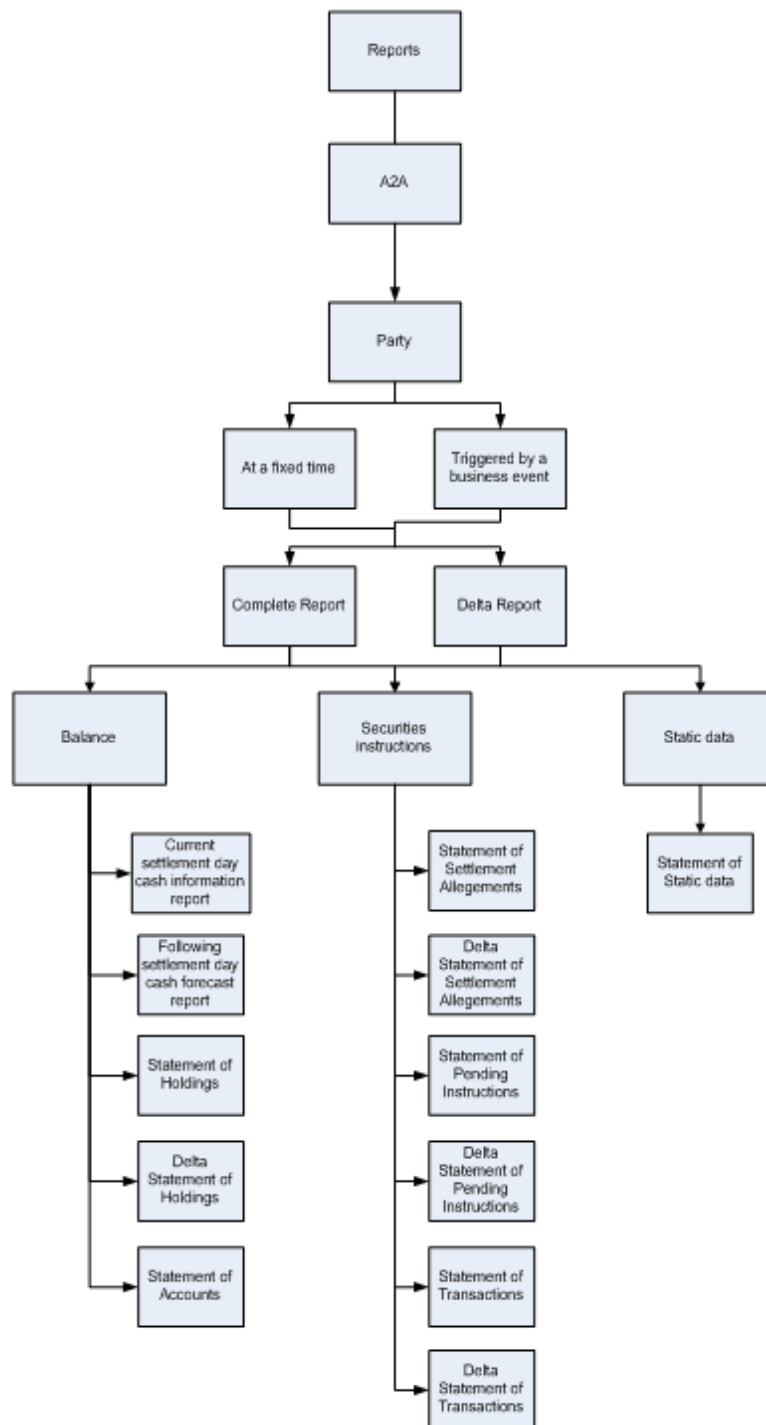 Reports
A2A
Party
At a fixed time
Triggered by a
business event
Complete Report
Delta Report
Balance
Securities
instructions
Static data
Current
settlement day
cash information
report
Following
settlement day
cash forecast
report
Statement of
Holdings
Delta
Statement of
Holdings
Statement of
Accounts
Statement of
Settlement
Allegements
Delta
Statement of
Settlement
Allegements
Statement of
Pending
Instructions
Delta
Statement of
Pending
Instructions
Statement of
Transactions
Delta
Statement of
Transactions
Statement of
Static data